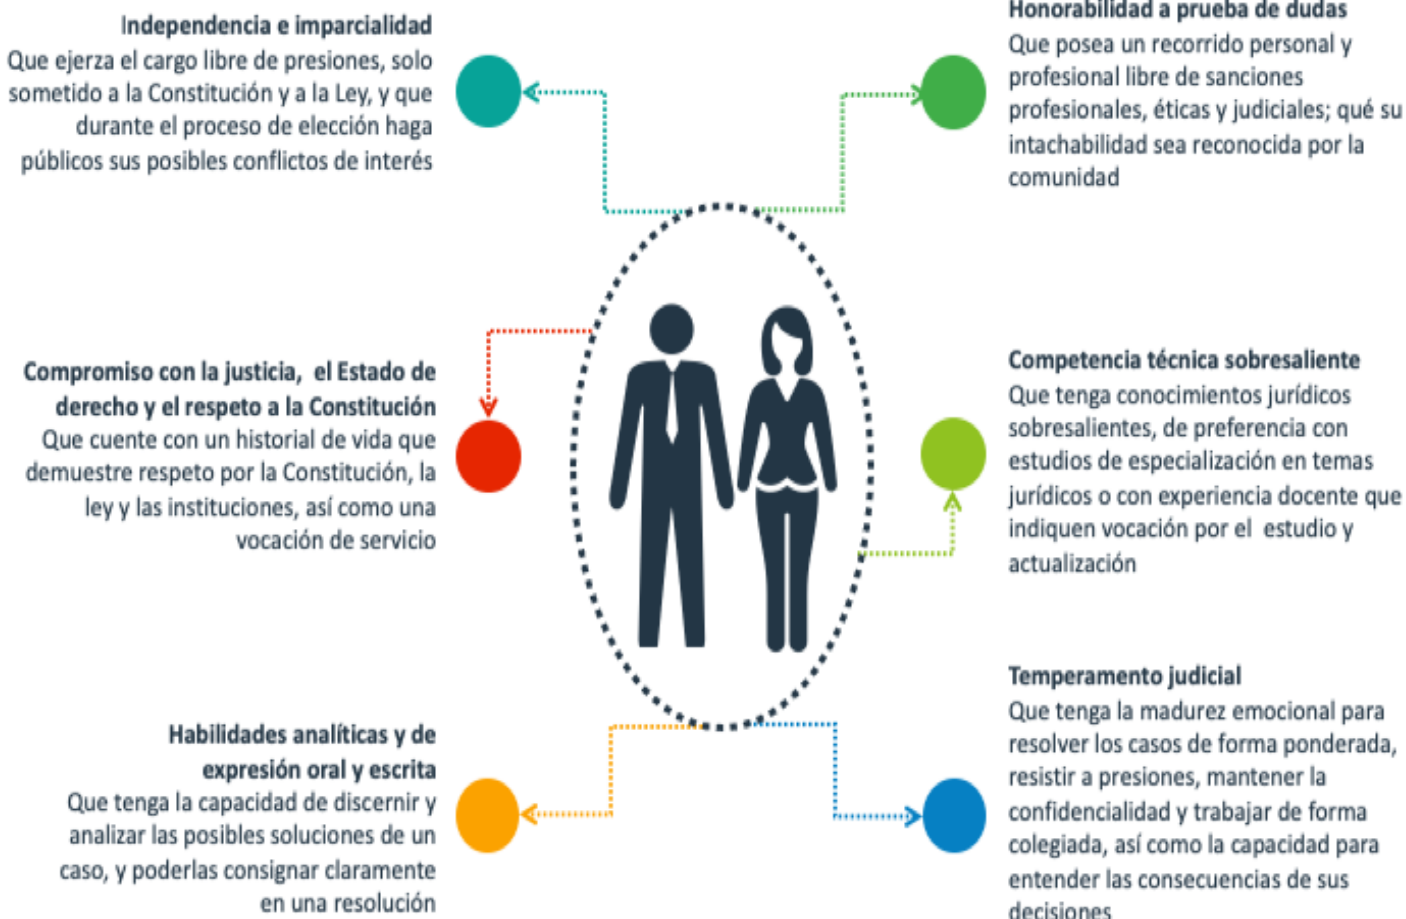 Independencia e imparcialidad
Que ejerza el cargo libre de presiones, solo
sometido a la Constitución y a la Ley, y que
durante el proceso de elección haga
públicos sus posibles conflictos de interés
Honorabilidad a prueba de dudas
Que posea un recorrido personal y
profesional libre de sanciones
profesionales, éticas y judiciales; qué su
intachabilidad sea reconocida por la
comunidad
Compromiso con la justicia, el Estado de
derecho y el respeto a la Constitución
Que cuente con un historial de vida que
demuestre respeto por la Constitución, la
ley y las instituciones, así como una
vocación de servicio
Competencia técnica sobresaliente
Que tenga conocimientos jurídicos
sobresalientes, de preferencia con
estudios de especialización en temas
jurídicos o con experiencia docente que
indiquen vocación por el estudio y
actualización
Habilidades analíticas y de
expresión oral y escrita
Que tenga la capacidad de discernir y
analizar las posibles soluciones de un
caso, y poderlas consignar claramente
en una resolución
Temperamento judicial
Que tenga la madurez emocional para
resolver los casos de forma ponderada,
resistir a presiones, mantener la
confidencialidad y trabajar de forma
colegiada, así como la capacidad para
entender las consecuencias de sus
decisiones